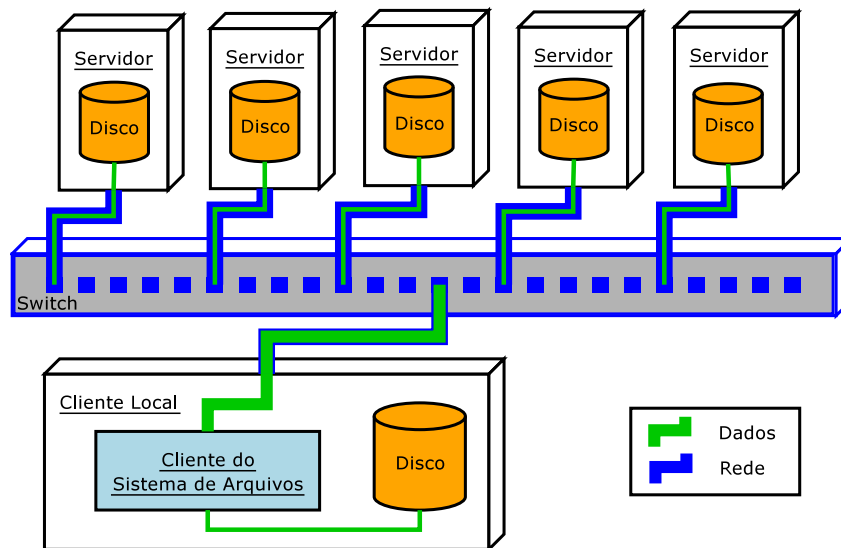 Servidor
Disco
Servidor
Disco
Servidor
Disco
Servidor
Disco
Servidor
Disco
Switch
Cliente Local
Cliente do
Sistema de Arquivos
Disco
Dados
Rede